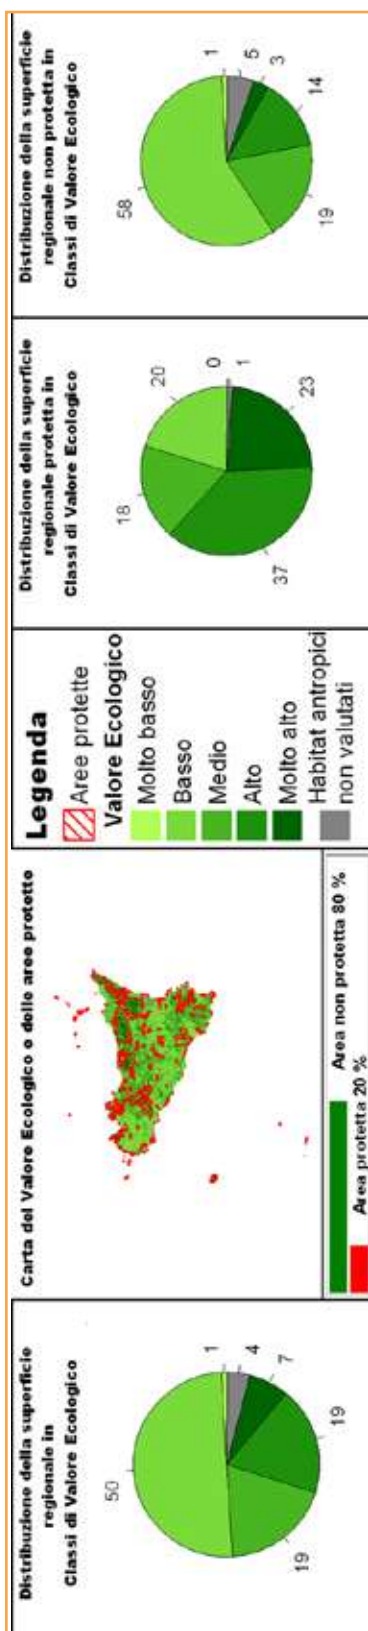 Distribuzione della superficie
regionale in
Classi di Valore Ecologico
50
1
4
7
19
19
Carta del Valore Ecologico e delle aree protette
Area non protetta 80 %
Area protetta 20 %
Legenda
Aree protette
Valore Ecologico
Molto basso
Basso
Medio
Alto
Molto alto
Habitat antropici
non valutati
Distribuzione della superficie
regionale protetta in
Classi di Valore Ecologico
18
20
0
1
23
37
Distribuzione della superficie
regionale non protetta in
Classi di Valore Ecologico
58
1
5
3
14
19